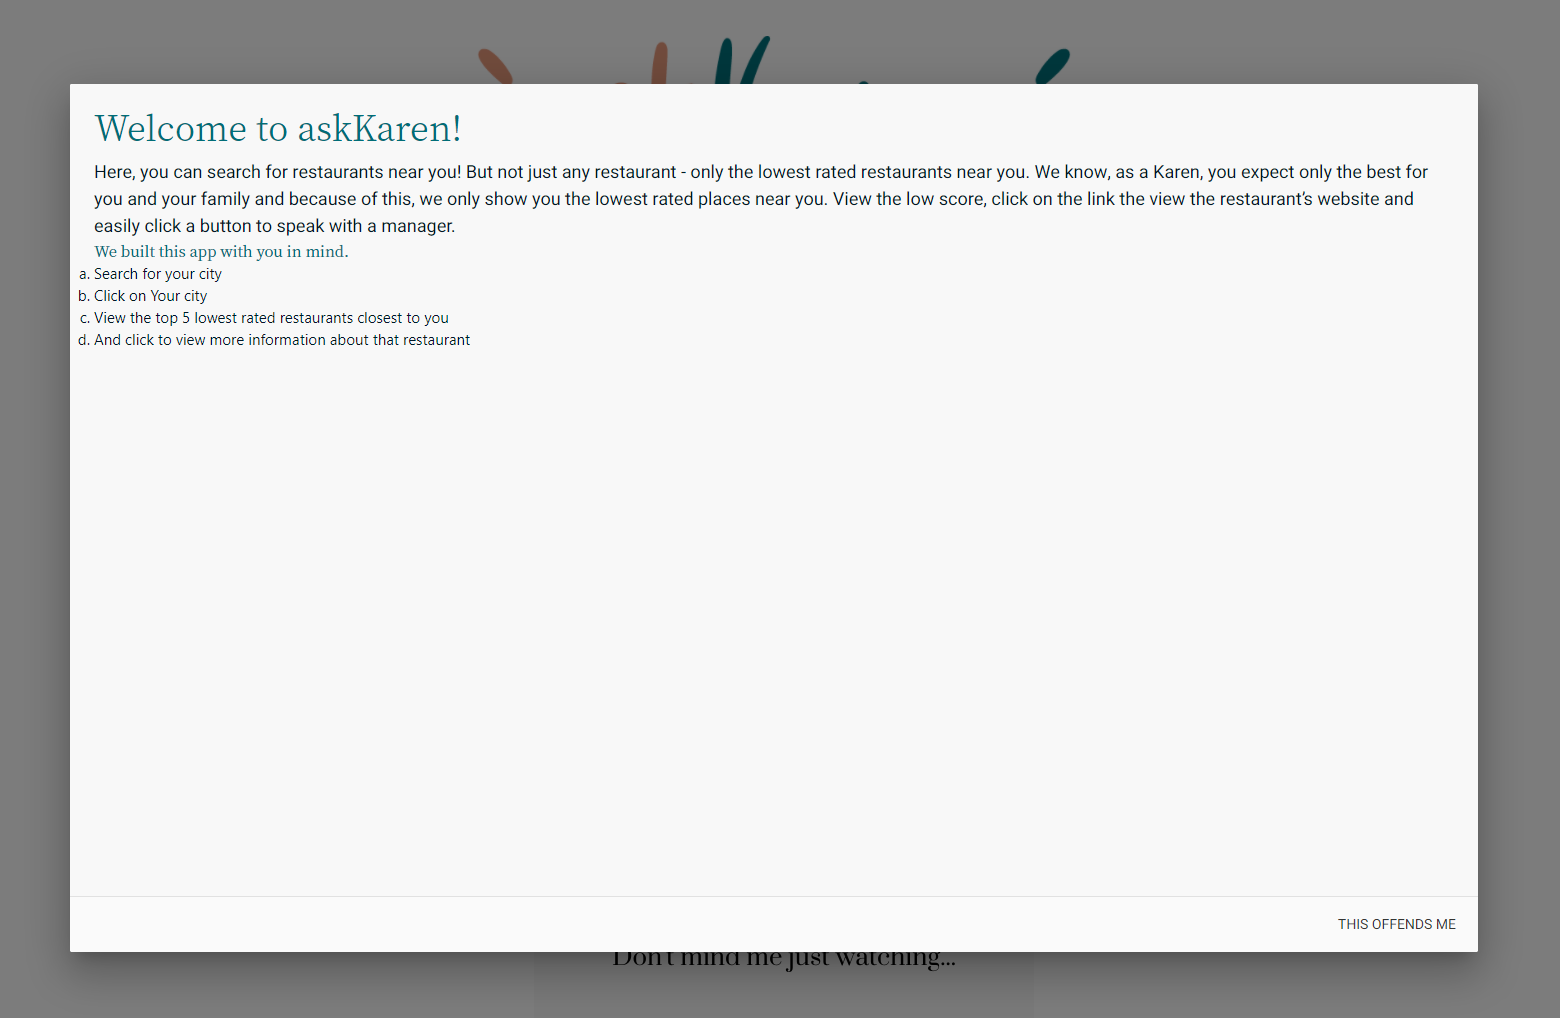 Welcome to askKaren!
Here, you can search for restaurants near you! But not just any restaurant - only the lowest rated restaurants near you. We know, as a Karen, you expect only the best for
you and your family and because of this, we only show you the lowest rated places near you. View the low score, click on the link the view the restaurant's website and
easily click a button to speak with a manager.
We built this app with you in mind.
a. Search for your city
b. Click on Your city
c. View the top 5 lowest rated restaurants closest to you
d. And click to view more information about that restaurant
THIS OFFENDS ME
Don't mind me just watching...